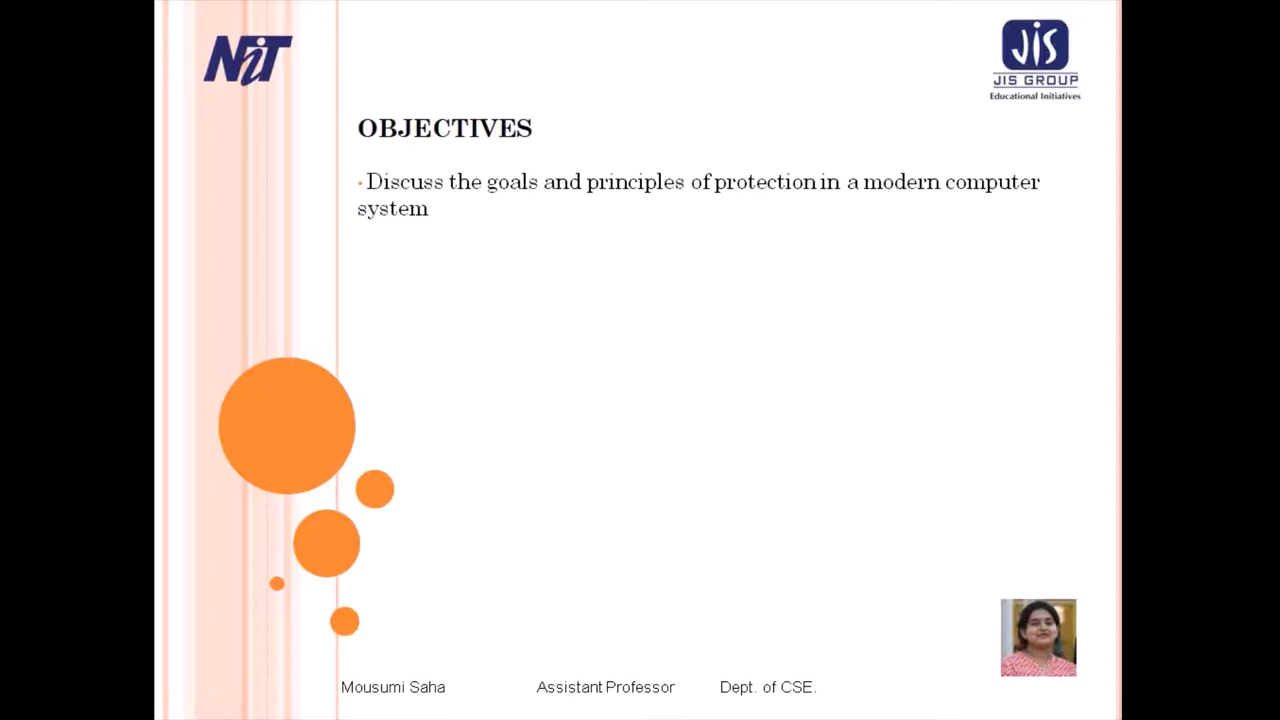 NiT
JiS
JIS GROUP
Educational Initiatives
OBJECTIVES
▪Discuss the goals and principles of protection in a modern computer
system
Mousumi Saha Assistant Professor Dept. of CSE.